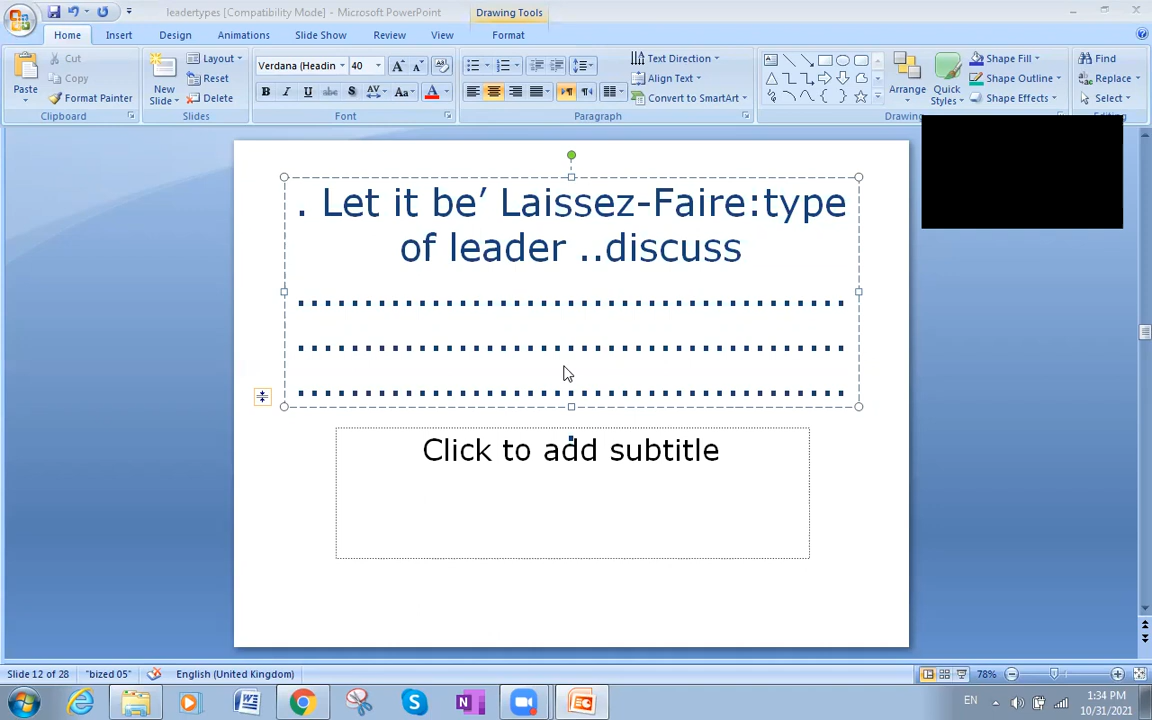 leadertypes [Compatibility Mode] - Microsoft PowerPoint
Drawing Tools
Home Insert Design Animations Slide Show Review View Format
Paste
Cut
Copy
Format Painter
Clipboard
New Slide
Layout
Reset
Delete
Slides
Verdana (Headin 40
B I U abc S AV Aa A
Font
Text Direction
Align Text
Convert to SmartArt
Paragraph
Arrange
Quick Styles
Shape Fill
Shape Outline
Shape Effects
Drawing
Find
Replace
Select
Editing
. Let it be’ Laissez-Faire:type
of leader ..discuss
.........................................
.........................................
.........................................
Click to add subtitle
Slide 12 of 28 "bized 05" English (United Kingdom) 78%
EN 1:34 PM
10/31/2021